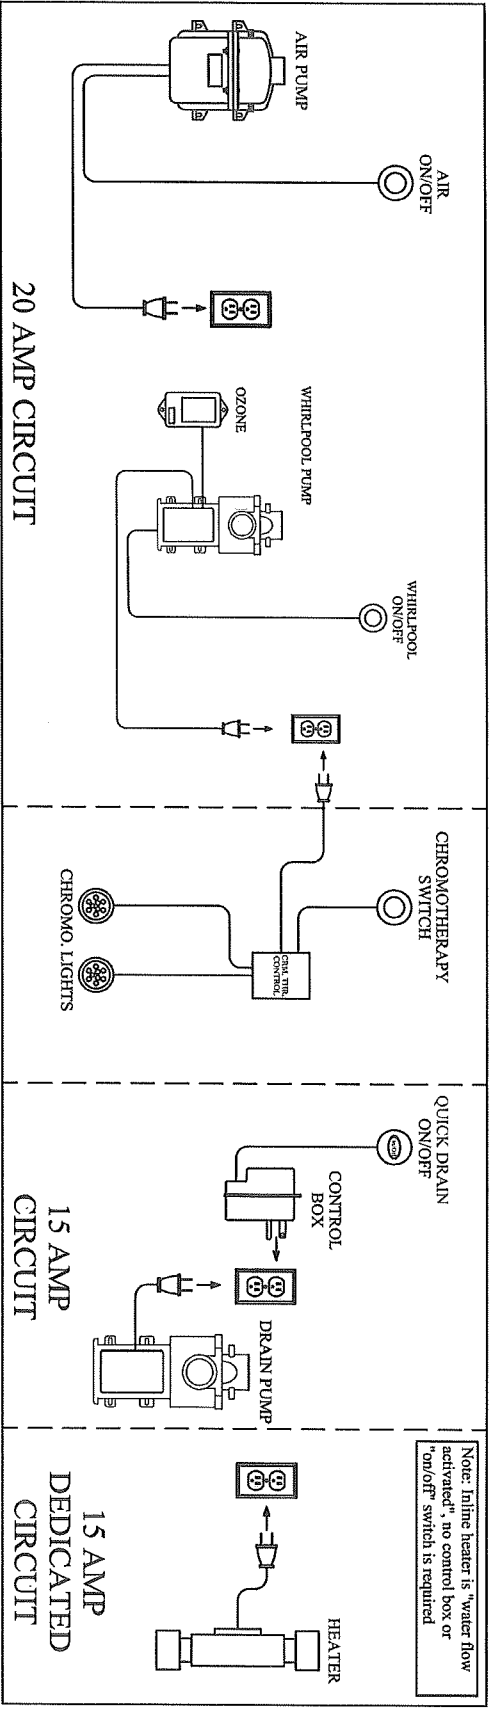 AIR PUMP
AIR
ON/OFF
20 AMP CIRCUIT
OZONE
WHIRLPOOL PUMP
WHIRLPOOL
ON/OFF
CHROMOTHERAPY
SWITCH
CRM. THR.
CONTROL
CHROMO. LIGHTS
QUICK DRAIN
ON/OFF
CONTROL
BOX
DRAIN PUMP
15 AMP
CIRCUIT
Note: Inline heater is "water flow
activated", no control box or
"on/off" switch is required
HEATER
15 AMP
DEDICATED
CIRCUIT